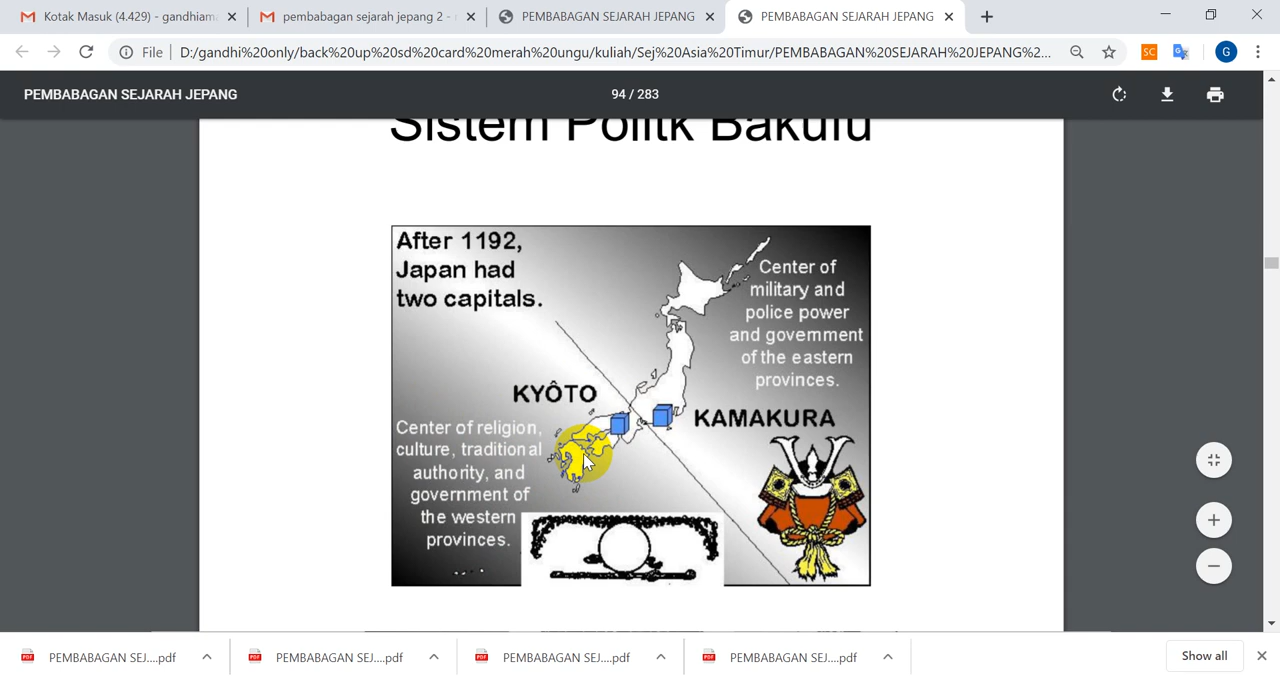 Kotak Masuk (4.429) - gandhiam
pembabagan sejarah jepang 2 -
PEMBABAGAN SEJARAH JEPANG
PEMBABAGAN SEJARAH JEPANG
File
D:/gandhi%20only/back%20up%20sd%20card%20merah%20ungu/kuliah/Sej%20Asia%20Timur/PEMBABAGAN%20SEJARAH%20JEPANG%2...
SC
G
PEMBABAGAN SEJARAH JEPANG
94 / 283
Sistem Politk Bakufu
After 1192,
Japan had
two capitals.
Center of
military and
police power
and government
of the eastern
provinces.
KYÔTO
KAMAKURA
Center of religion,
culture, traditional
authority, and
government of
the western
provinces.
PEMBABAGAN SEJ....pdf
PEMBABAGAN SEJ....pdf
PEMBABAGAN SEJ....pdf
PEMBABAGAN SEJ....pdf
Show all